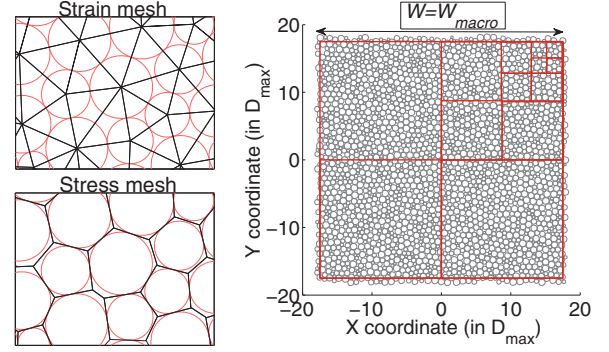 Strain mesh
Stress mesh
W=W_macro
Y coordinate (in D_max)
20
10
0
−10
−20
−20
−10
0
10
20
X coordinate (in D_max)